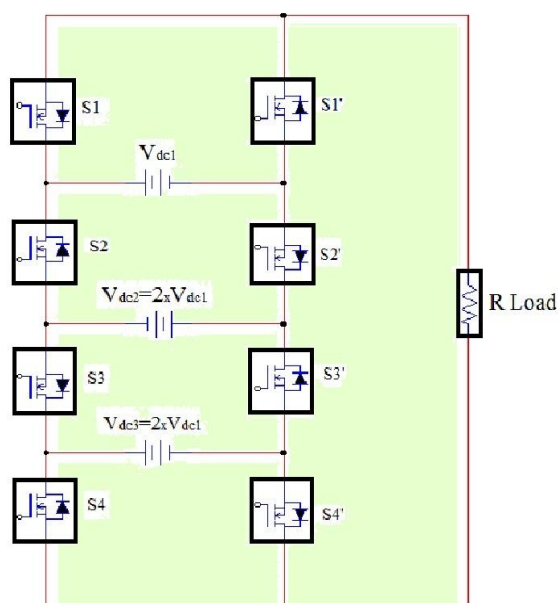 S1
S1'
Vdc1
S2
S2'
Vdc2=2xVdc1
R Load
S3
S3'
Vdc3=2xVdc1
S4
S4'